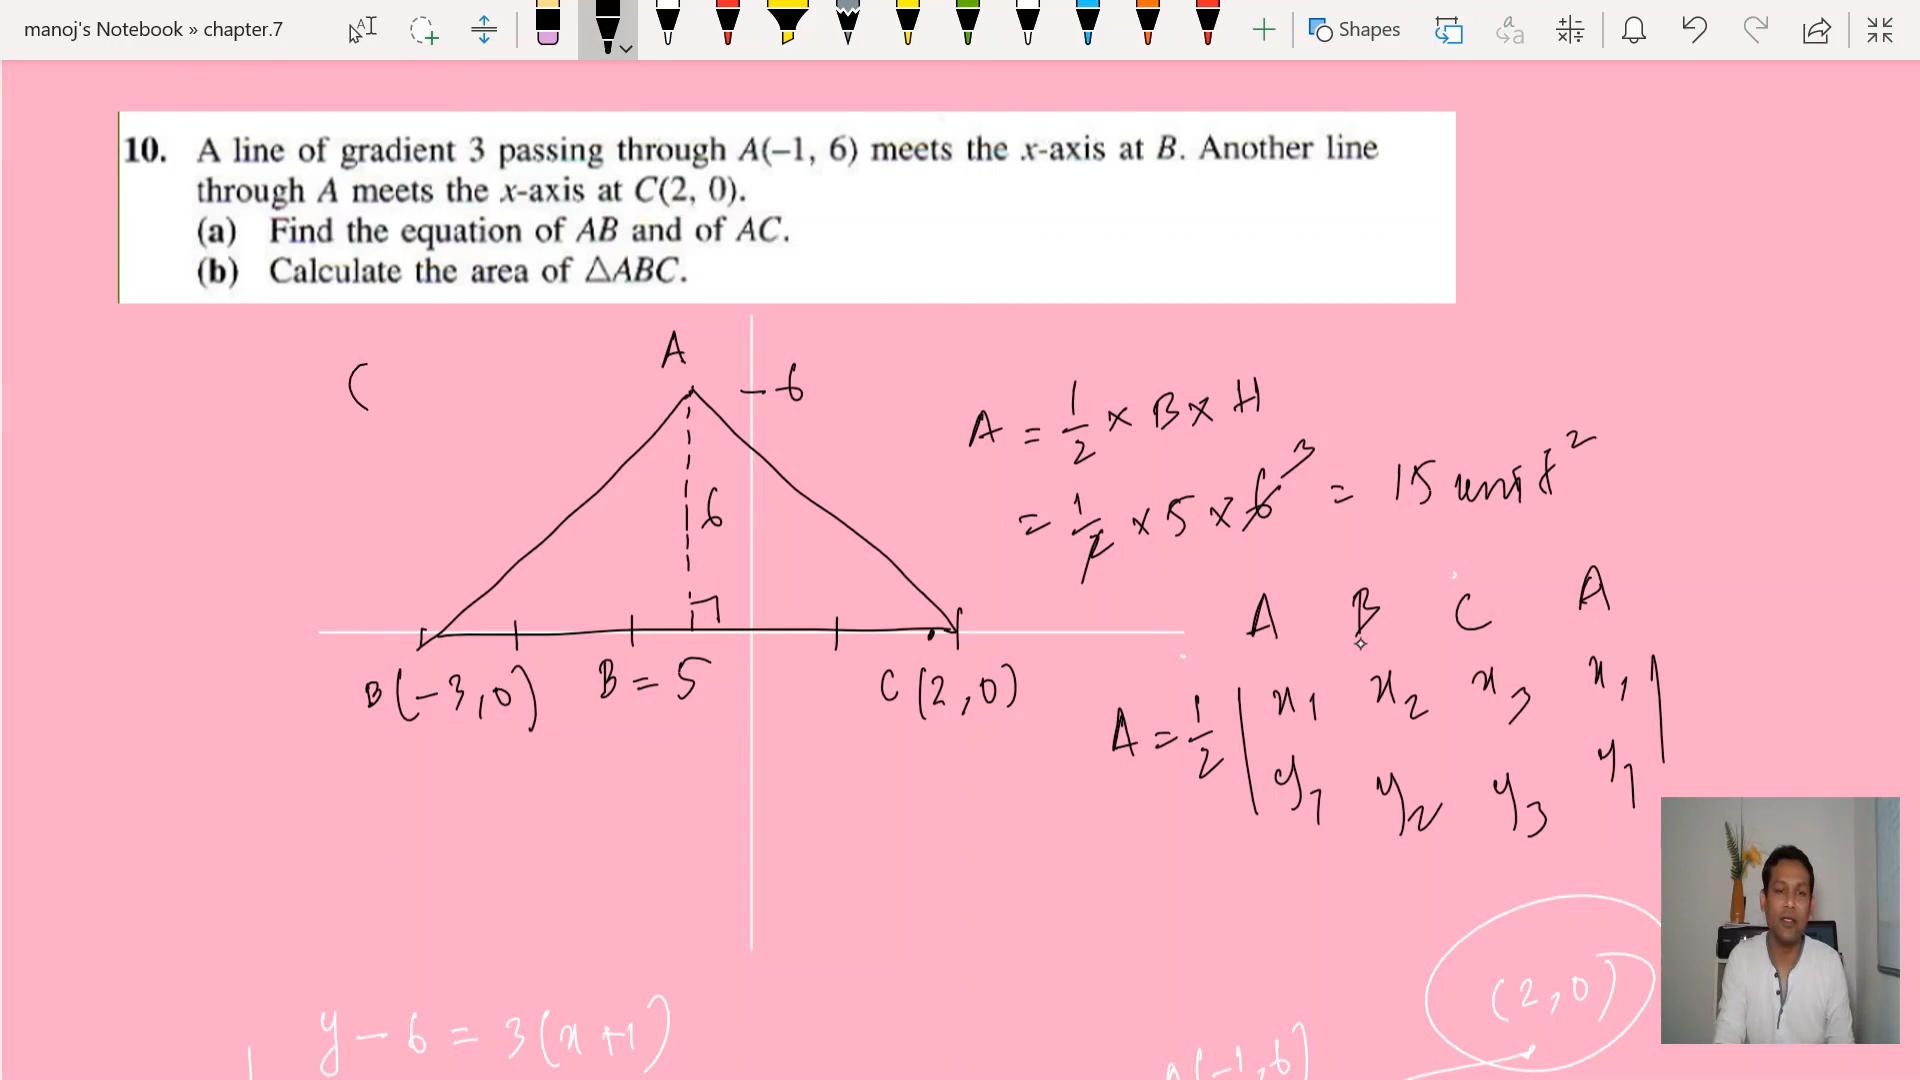 manoj's Notebook » chapter.7
Shapes
10. A line of gradient 3 passing through A(–1, 6) meets the x-axis at B. Another line
through A meets the x-axis at C(2, 0).
(a) Find the equation of AB and of AC.
(b) Calculate the area of △ABC.
(
A
- 6
6
B(-3,0)
B = 5
C(2,0)
A = 1/2 × B × H
= 1/2 × 5 × 6 3 = 15 unit²
A B C A
A = 1/2 | x₁ x₂ x₃ x₁ |
y₁ y₂ y₃ y₁
(2,0)
y - 6 = 3(x+1)
(-1,6)